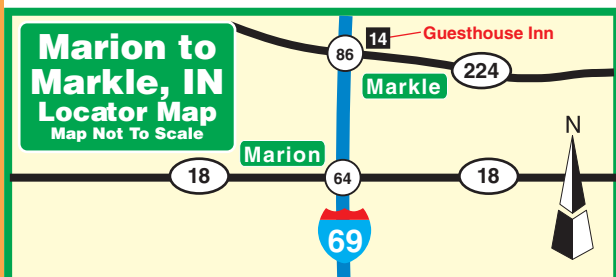 Marion to
Markle, IN
Locator Map
Map Not To Scale
14
Guesthouse Inn
86
224
Markle
N
Marion
18
64
18
69